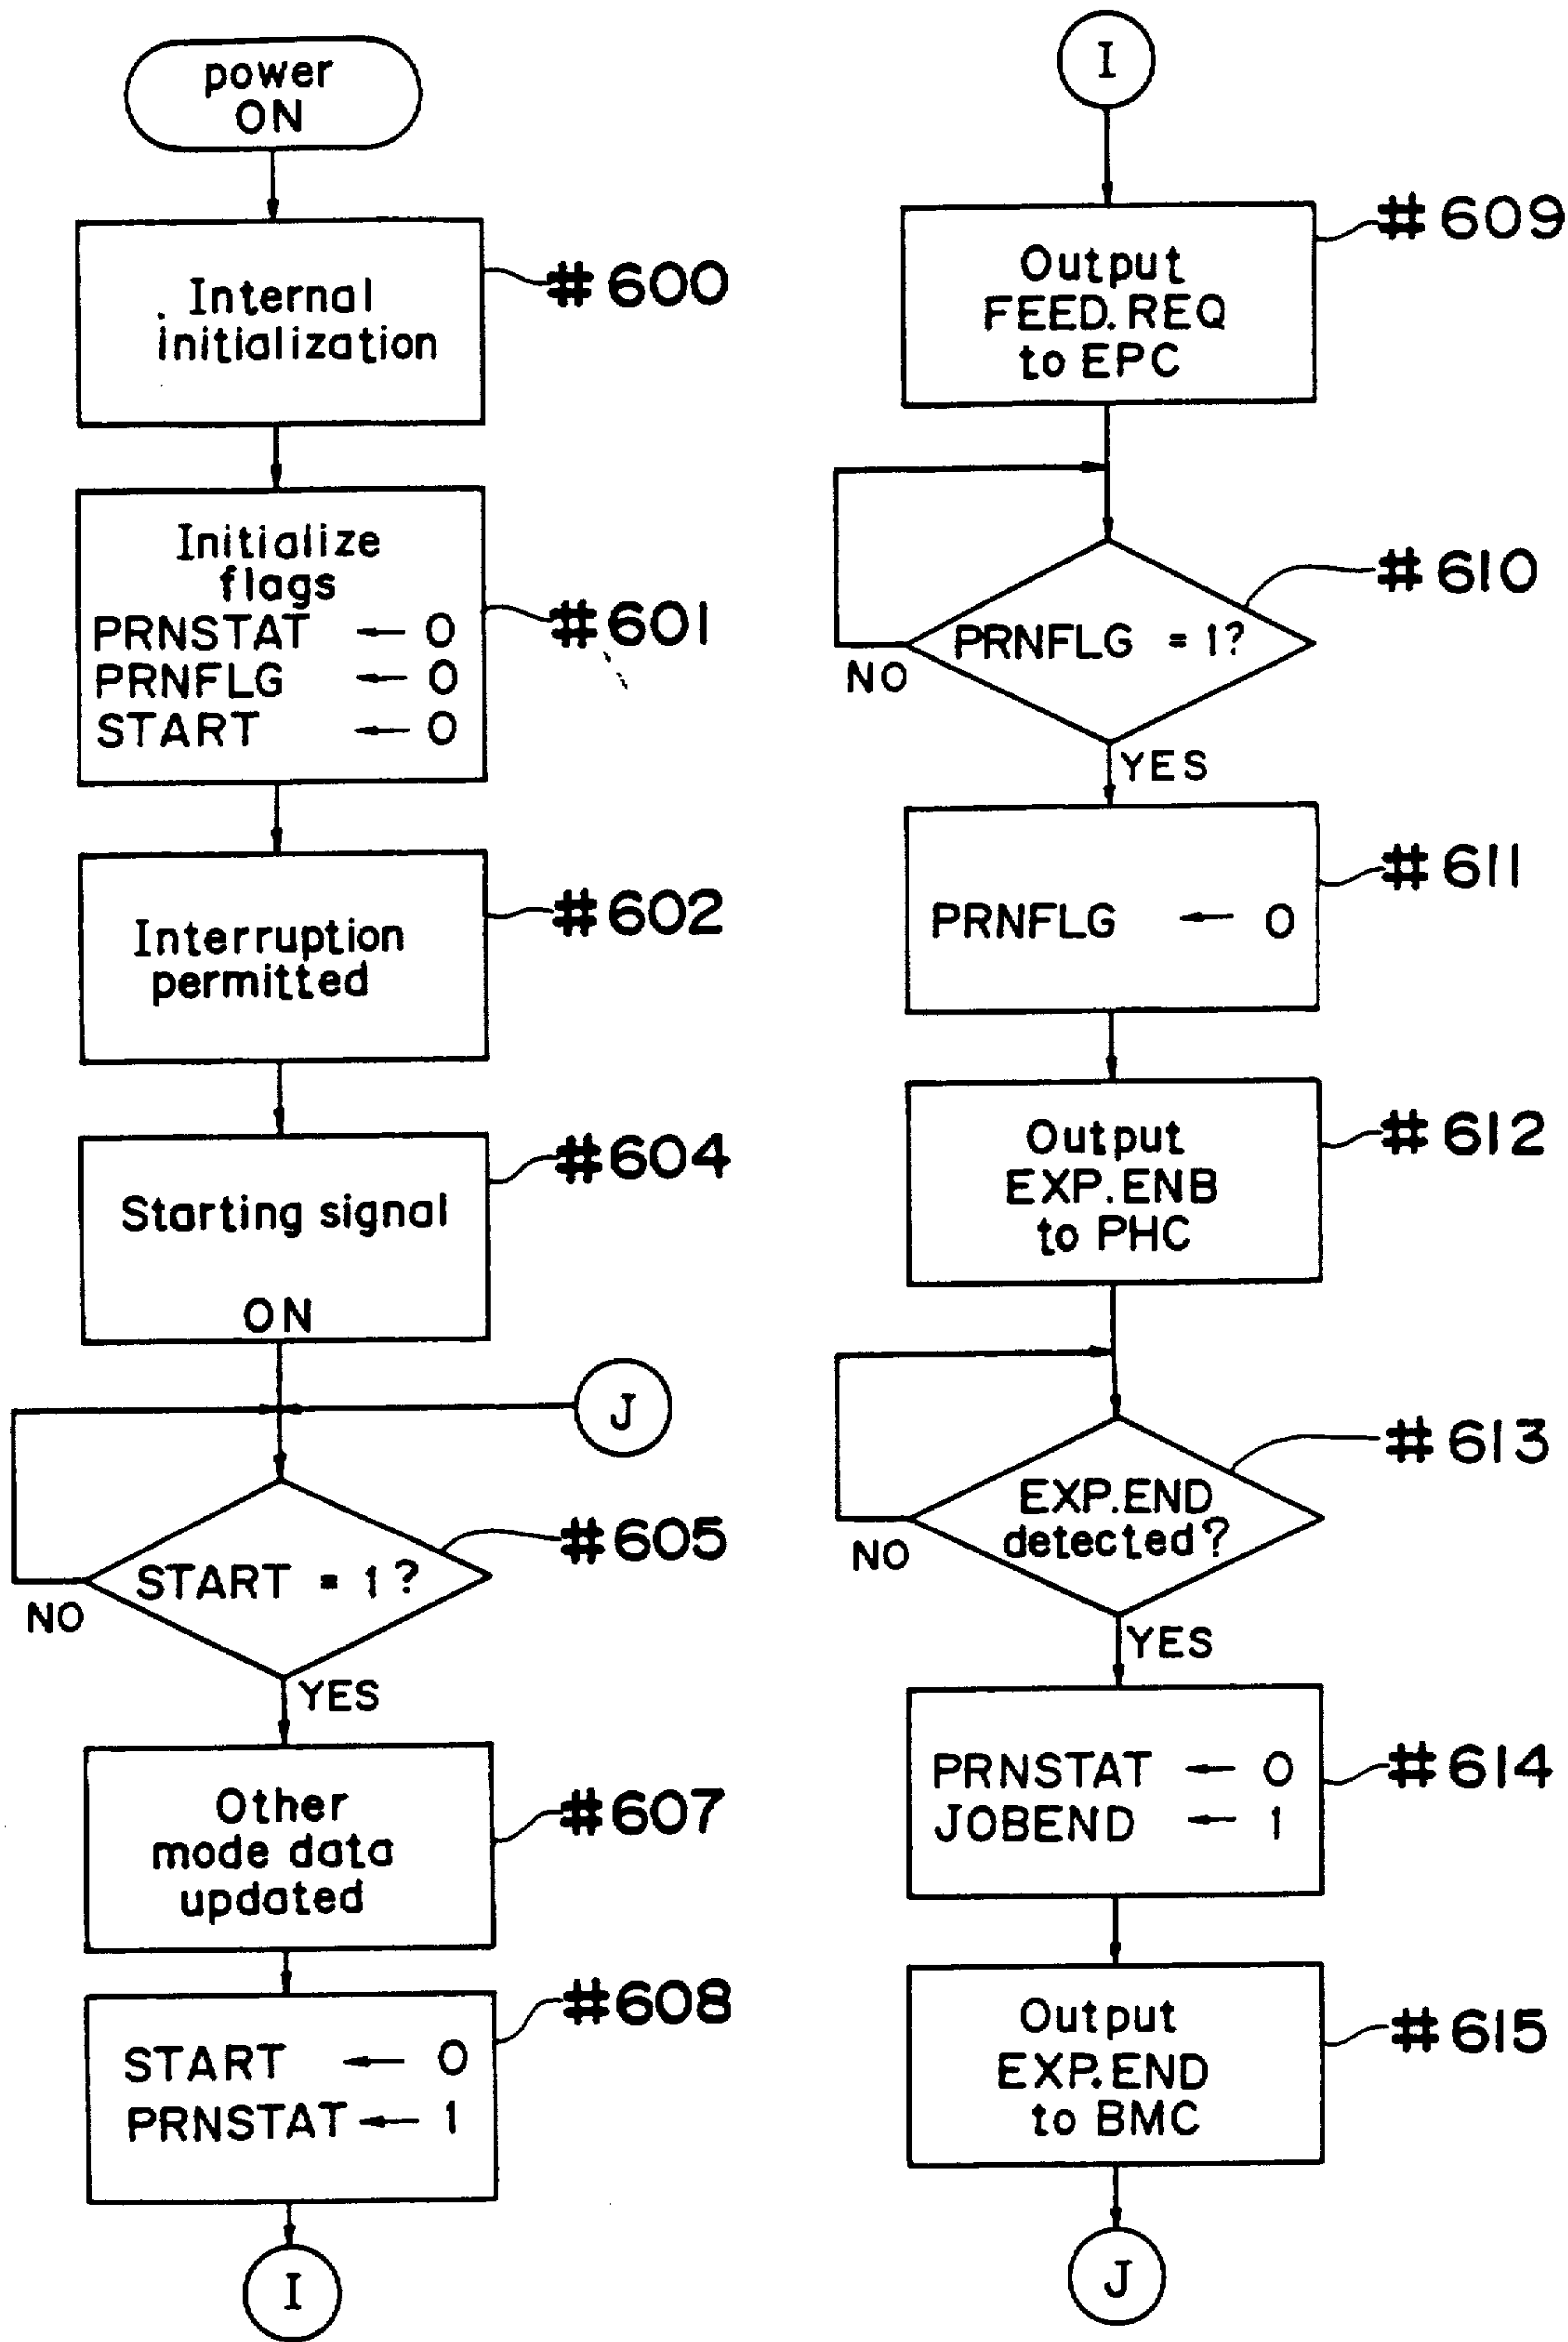 power
ON
Internal
initialization
#600
Initialize
flags
PRNSTAT ← 0
PRNFLG ← 0
START ← 0
#601
Interruption
permitted
#602
Starting signal
ON
#604
J
START = 1?
#605
NO
YES
Other
mode data
updated
#607
START ← 0
PRNSTAT ← 1
#608
I
I
Output
FEED.REQ
to EPC
#609
PRNFLG = 1?
#610
NO
YES
PRNFLG ← 0
#611
Output
EXP.ENB
to PHC
#612
EXP.END
detected?
#613
NO
YES
PRNSTAT ← 0
JOBEND ← 1
#614
Output
EXP.END
to BMC
#615
J